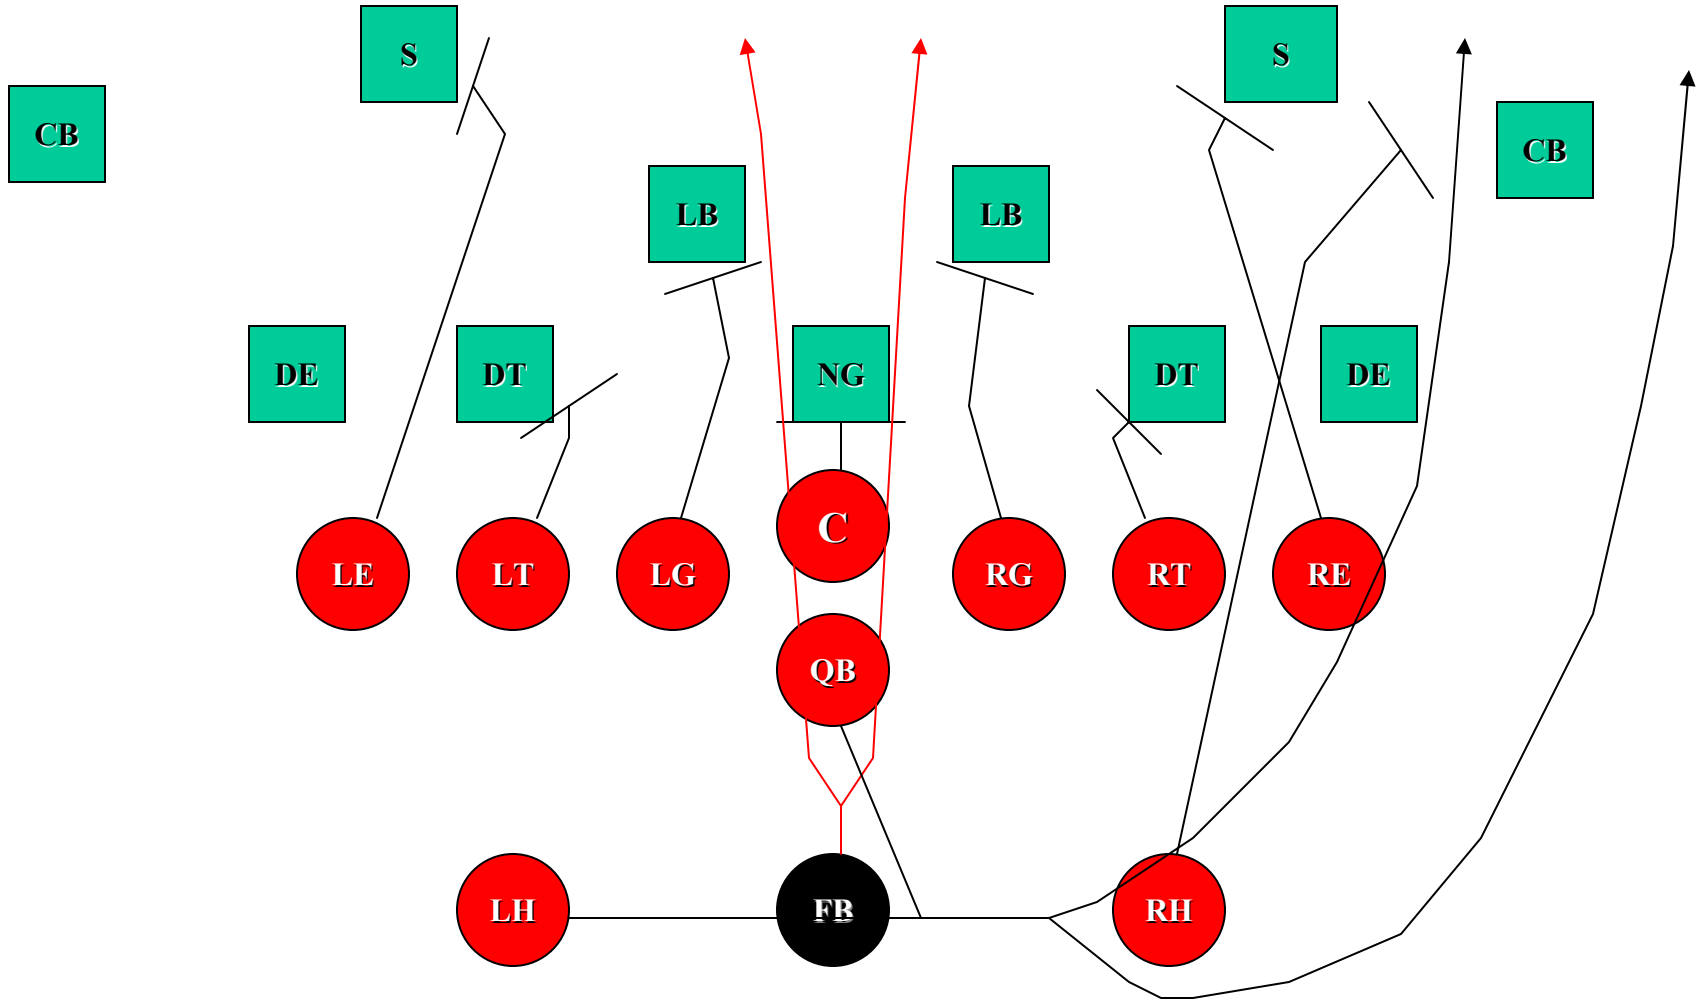 S
S
CB
CB
LB
LB
DE
DT
NG
DT
DE
C
LE
LT
LG
RG
RT
RE
QB
LH
FB
RH